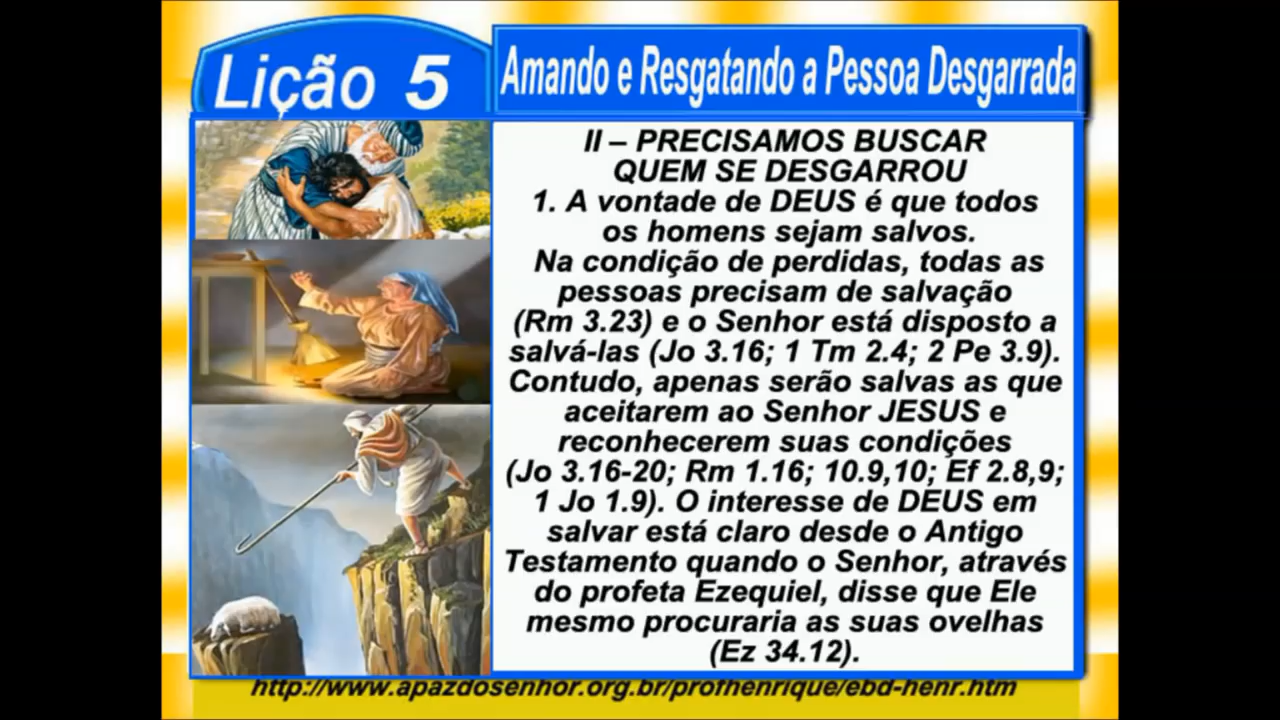 Lição 5
Amando e Resgatando a Pessoa Desgarrada
II – PRECISAMOS BUSCAR
QUEM SE DESGARROU
1. A vontade de DEUS é que todos
os homens sejam salvos.
Na condição de perdidas, todas as
pessoas precisam de salvação
(Rm 3.23) e o Senhor está disposto a
salvá-las (Jo 3.16; 1 Tm 2.4; 2 Pe 3.9).
Contudo, apenas serão salvas as que
aceitarem ao Senhor JESUS e
reconhecerem suas condições
(Jo 3.16-20; Rm 1.16; 10.9,10; Ef 2.8,9;
1 Jo 1.9). O interesse de DEUS em
salvar está claro desde o Antigo
Testamento quando o Senhor, através
do profeta Ezequiel, disse que Ele
mesmo procuraria as suas ovelhas
(Ez 34.12).
http://www.apazdosenhor.org.br/profhenrique/ebd-henr.htm